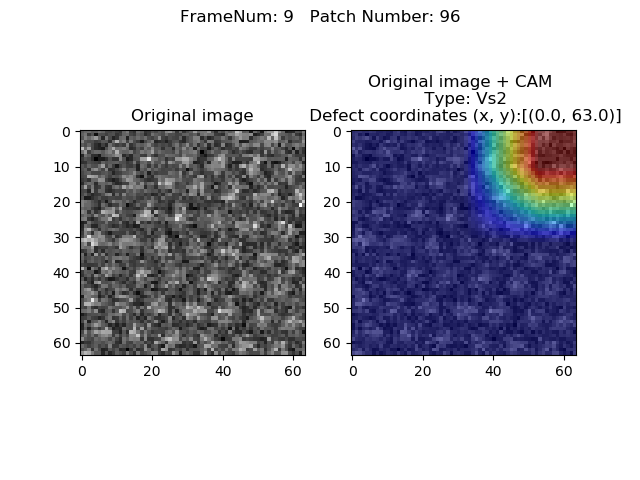 FrameNum: 9   Patch Number: 96
Original image
0
10
20
30
40
50
60
0 20 40 60
Original image + CAM
Type: Vs2
Defect coordinates (x, y):[(0.0, 63.0)]
0
10
20
30
40
50
60
0 20 40 60